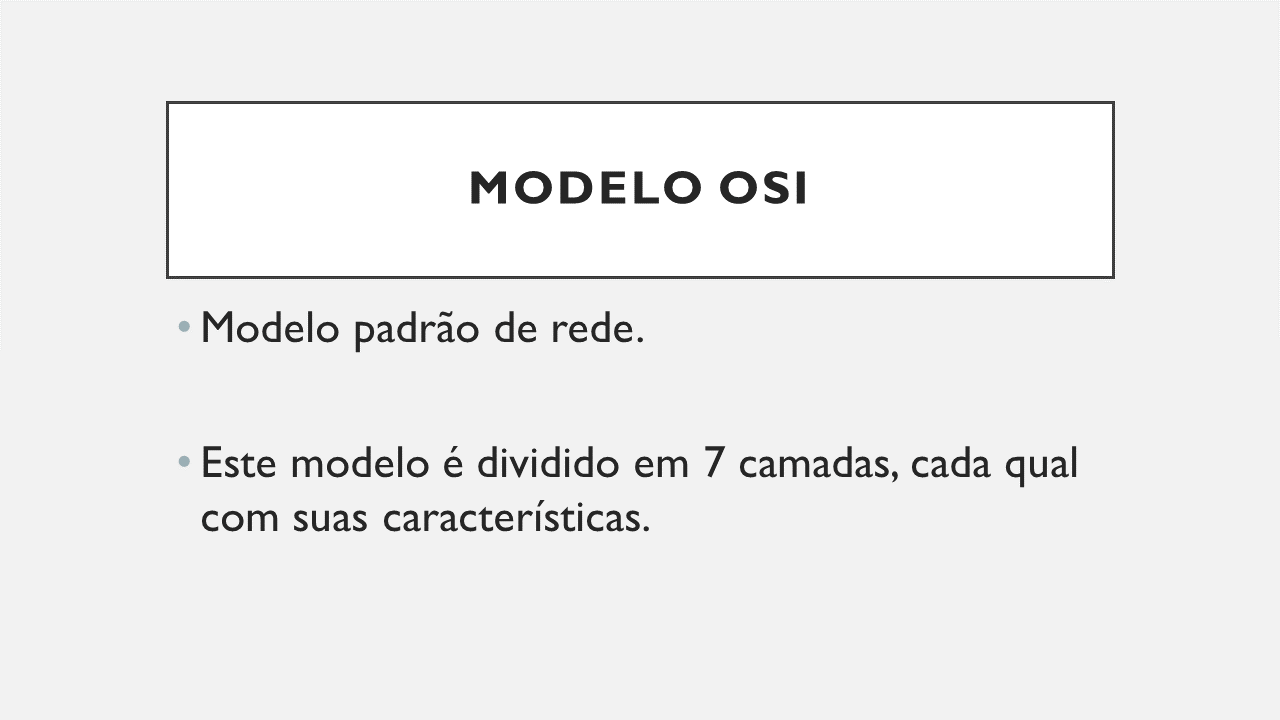 MODELO OSI
• Modelo padrão de rede.
• Este modelo é dividido em 7 camadas, cada qual
com suas características.